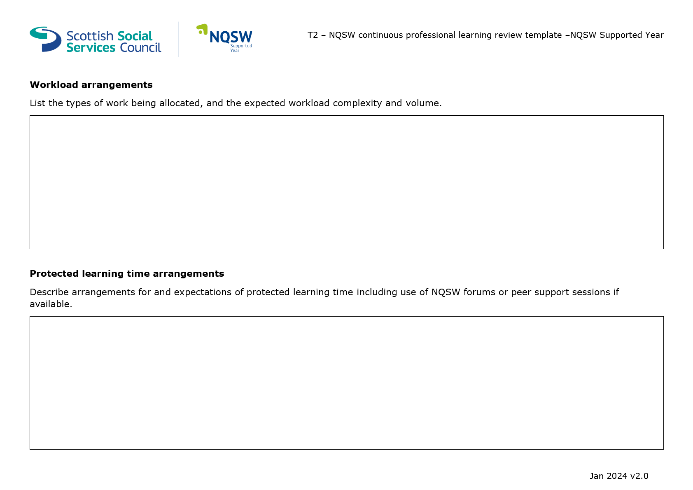 Scottish Social
Services Council
NQSW
Supported
Year
T2 – NQSW continuous professional learning review template –NQSW Supported Year
Workload arrangements
List the types of work being allocated, and the expected workload complexity and volume.
Protected learning time arrangements
Describe arrangements for and expectations of protected learning time including use of NQSW forums or peer support sessions if
available.
Jan 2024 v2.0